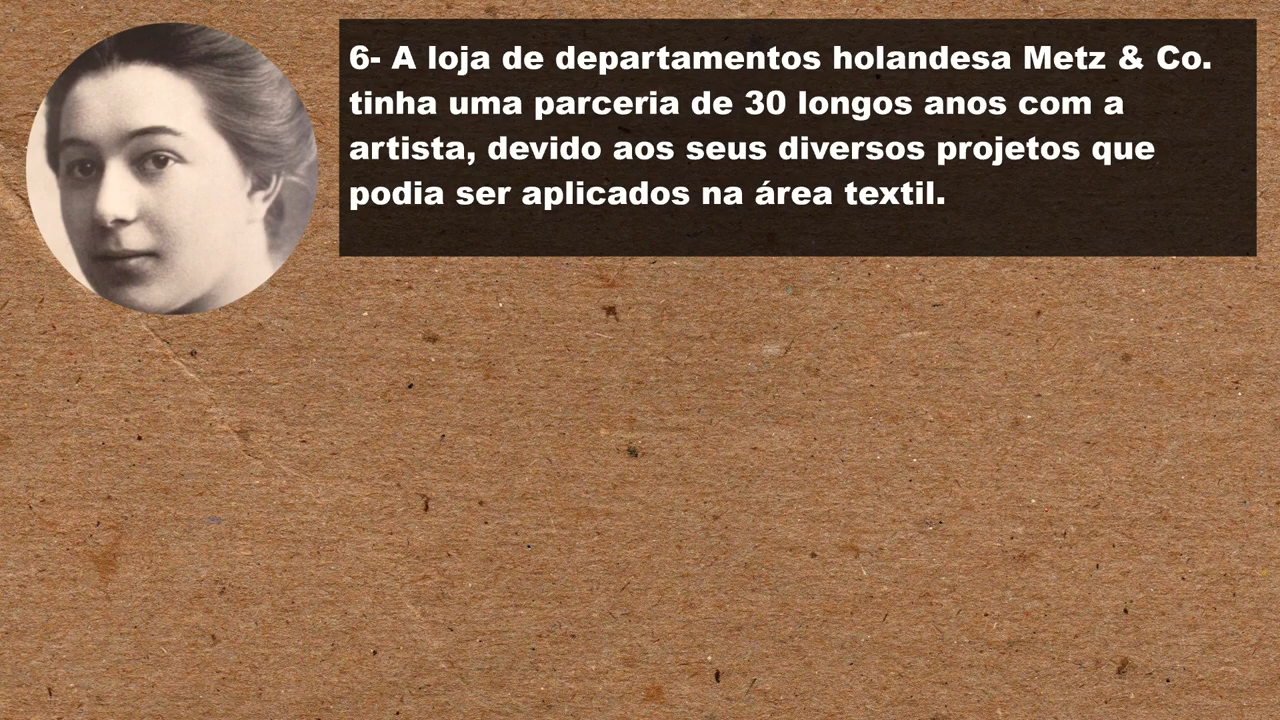 6- A loja de departamentos holandesa Metz & Co.
tinha uma parceria de 30 longos anos com a
artista, devido aos seus diversos projetos que
podia ser aplicados na área textil.